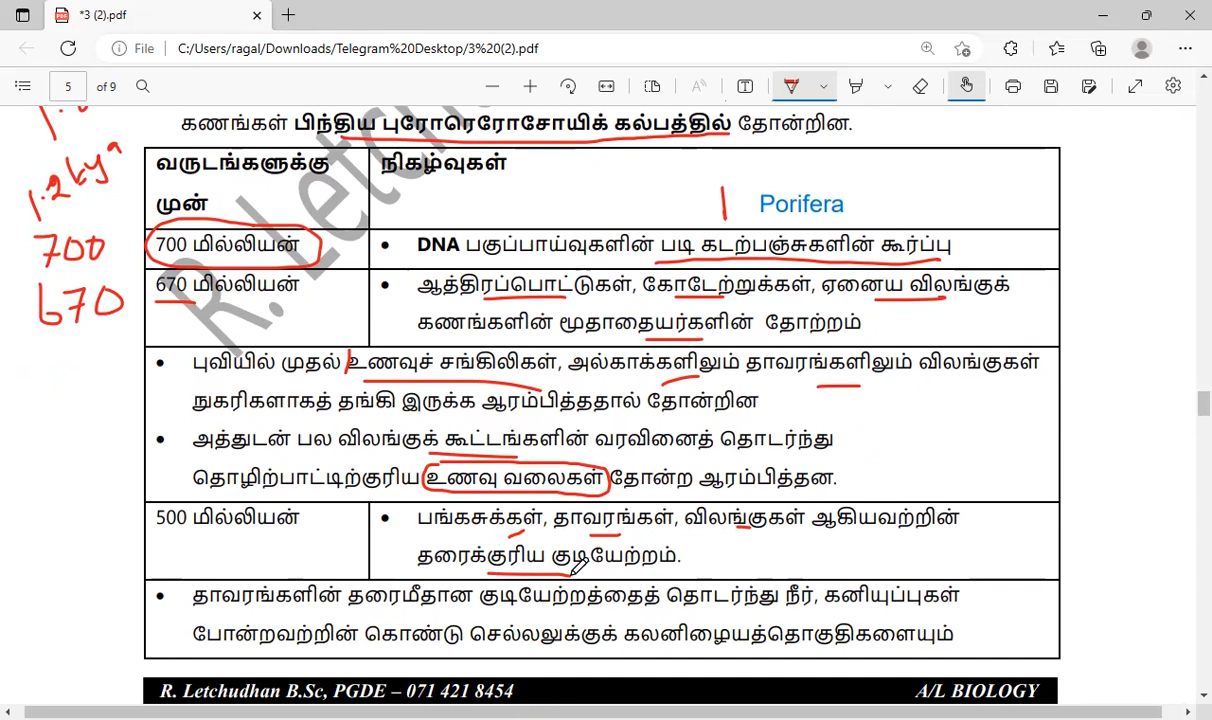 *3 (2).pdf
File C:/Users/ragal/Downloads/Telegram%20Desktop/3%20(2).pdf
5 of 9
கணங்கள் பிந்திய புரோரெரோசோயிக் கல்பத்தில் தோன்றின.
வருடங்களுக்கு முன் நிகழ்வுகள்
Porifera
700 மில்லியன் • DNA பகுப்பாய்வுகளின் படி கடற்பஞ்சுகளின் கூர்ப்பு
670 மில்லியன் • ஆத்திரப்பொட்டுகள், கோடேற்றுக்கள், ஏனைய விலங்குக்
கணங்களின் மூதாதையர்களின் தோற்றம்
• புவியில் முதல் உணவுச் சங்கிலிகள், அல்காக்களிலும் தாவரங்களிலும் விலங்குகள்
நுகரிகளாகத் தங்கி இருக்க ஆரம்பித்ததால் தோன்றின
• அத்துடன் பல விலங்குக் கூட்டங்களின் வரவினைத் தொடர்ந்து
தொழிற்பாட்டிற்குரிய உணவு வலைகள் தோன்ற ஆரம்பித்தன.
500 மில்லியன் • பங்கசுக்கள், தாவரங்கள், விலங்குகள் ஆகியவற்றின்
தரைக்குரிய குடியேற்றம்.
• தாவரங்களின் தரைமீதான குடியேற்றத்தைத் தொடர்ந்து நீர், கனியுப்புகள்
போன்றவற்றின் கொண்டு செல்லலுக்குக் கலனிழையத்தொகுதிகளையும்
R. Letchudhan B.Sc, PGDE – 071 421 8454 A/L BIOLOGY
1.2
700
670
R. Letch